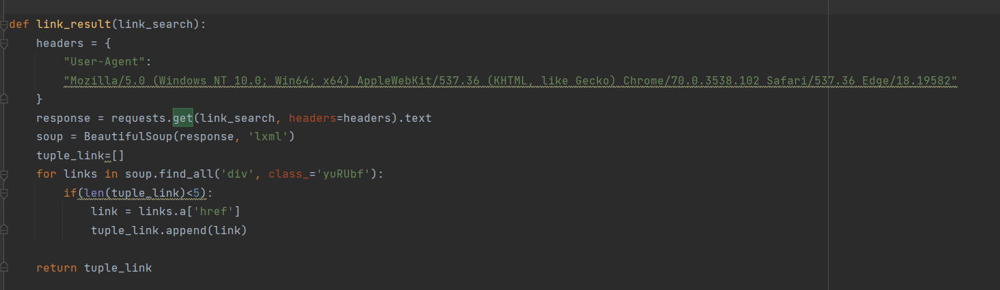 def link_result(link_search):
    headers = {
        "User-Agent":
        "Mozilla/5.0 (Windows NT 10.0; Win64; x64) AppleWebKit/537.36 (KHTML, like Gecko) Chrome/70.0.3538.102 Safari/537.36 Edge/18.19582"
    }
    response = requests.get(link_search, headers=headers).text
    soup = BeautifulSoup(response, 'lxml')
    tuple_link=[]
    for links in soup.find_all('div', class_='yuRUbf'):
        if(len(tuple_link)<5):
            link = links.a['href']
            tuple_link.append(link)
    return tuple_link